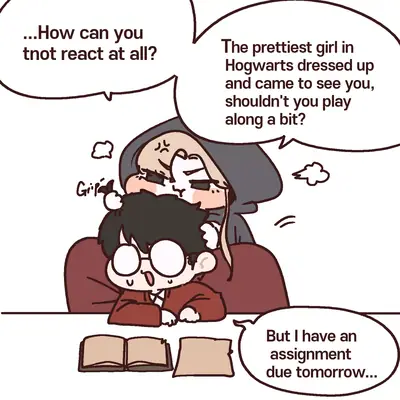 ...How can you
tnot react at all?
The prettiest girl in
Hogwarts dressed up
and came to see you,
shouldn't you play
along a bit?
Grip
But I have an
assignment
due tomorrow...